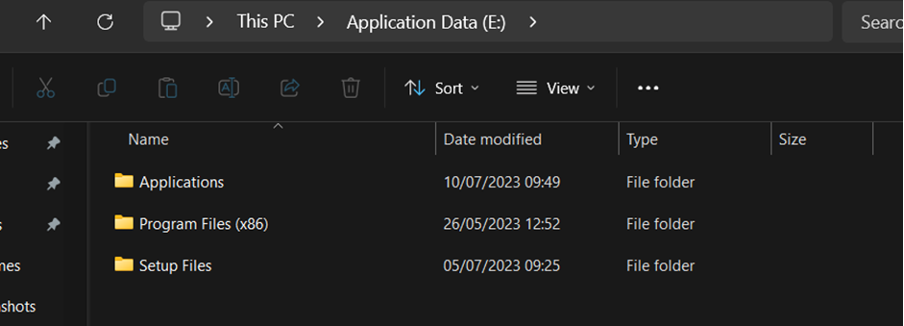 This PC > Application Data (E:) >
Searc
Sort
View
Name Date modified Type Size
es
Applications 10/07/2023 09:49 File folder
s Program Files (x86) 26/05/2023 12:52 File folder
mes Setup Files 05/07/2023 09:25 File folder
nshots